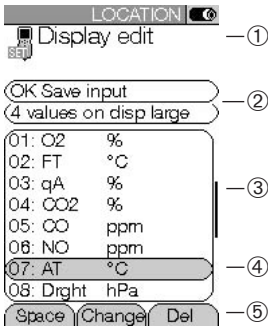 LOCATION
SET
Display edit
①
OK Save input
4 values on disp large
②
01: O2 %
02: FT °C
03: qA %
04: CO2 %
05: CO ppm
06: NO ppm
07: AT °C
08: Drght hPa
③
④
Space Change Del
⑤